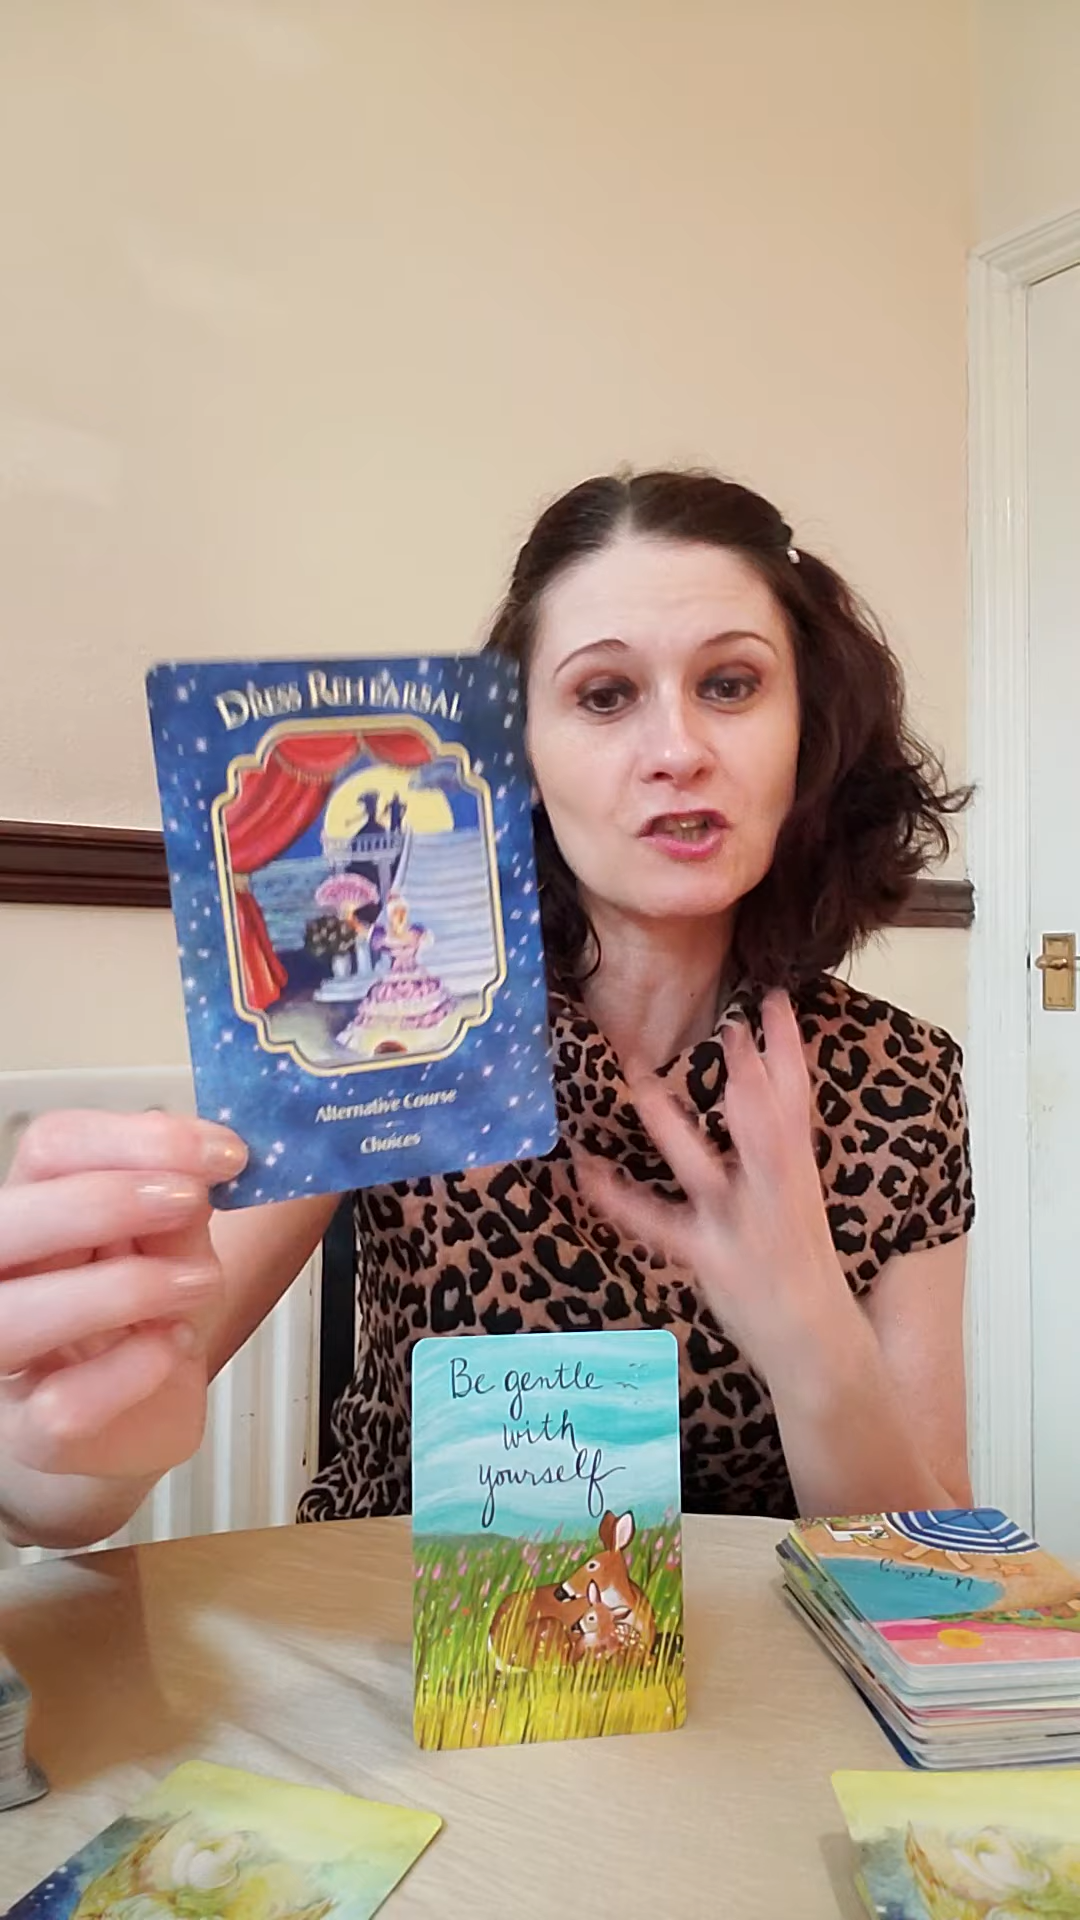 DRESS REHEARSAL
Alternative Course
Choices
Be gentle
with
yourself